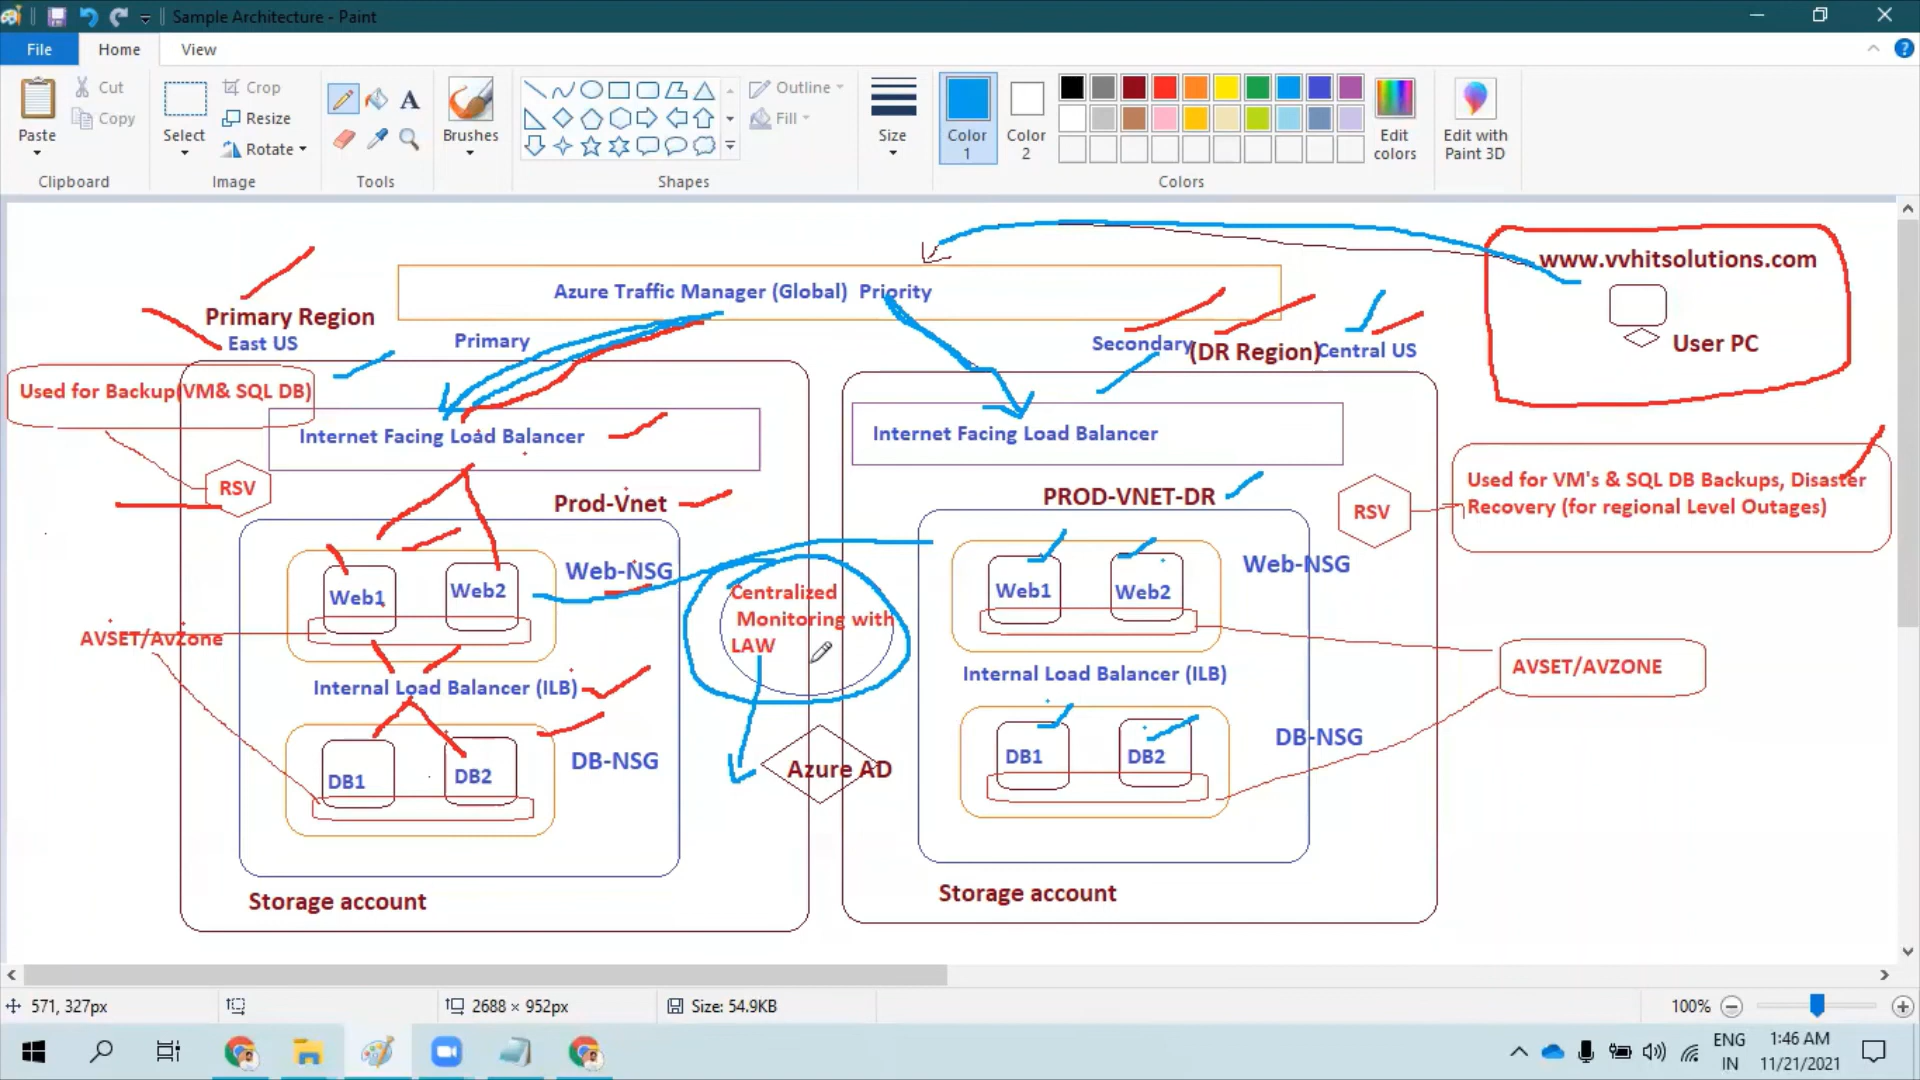 Sample Architecture - Paint
File
Home
View
Paste
Cut
Copy
Clipboard
Select
Crop
Resize
Rotate
Image
A
Tools
Brushes
Shapes
Outline
Fill
Size
Color 1
Color 2
Edit colors
Colors
Edit with Paint 3D
www.vvhitsolutions.com
User PC
Azure Traffic Manager (Global)  Priority
Primary Region
East US
Primary
Secondary
(DR Region)
Central US
Used for Backup(VM& SQL DB)
Internet Facing Load Balancer
Internet Facing Load Balancer
RSV
Prod-Vnet
PROD-VNET-DR
RSV
Used for VM's & SQL DB Backups, Disaster
Recovery (for regional Level Outages)
Web1
Web2
Web-NSG
Centralized
Monitoring with
LAW
Web1
Web2
Web-NSG
AVSET/AvZone
AVSET/AVZONE
Internal Load Balancer (ILB)
Internal Load Balancer (ILB)
DB1
DB2
DB-NSG
Azure AD
DB1
DB2
DB-NSG
Storage account
Storage account
571, 327px
2688 × 952px
Size: 54.9KB
100%
ENG
IN
1:46 AM
11/21/2021